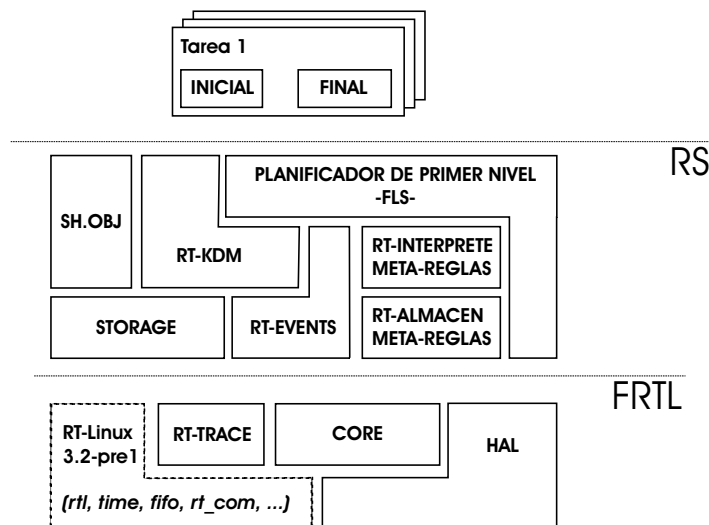 Tarea 1
INICIAL
FINAL
RS
PLANIFICADOR DE PRIMER NIVEL
-FLS-
SH.OBJ
RT-KDM
RT-INTERPRETE
META-REGLAS
STORAGE
RT-EVENTS
RT-ALMACEN
META-REGLAS
FRTL
RT-Linux
3.2-pre1
RT-TRACE
CORE
HAL
(rtl, time, fifo, rt_com, ...)